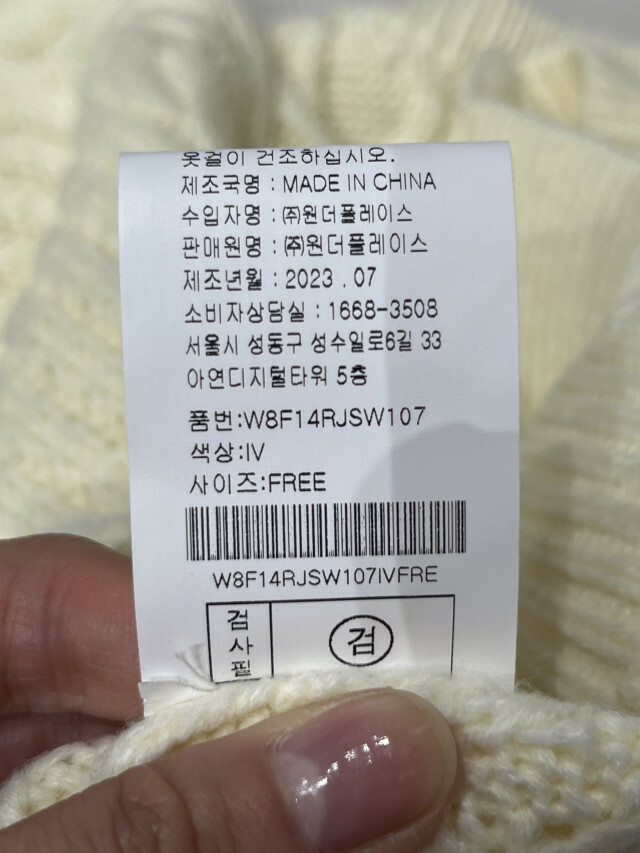 옷걸이 건조하십시오.
제조국명 : MADE IN CHINA
수입자명 : ㈜원더플레이스
판매원명 : ㈜원더플레이스
제조년월 : 2023 . 07
소비자상담실 : 1668-3508
서울시 성동구 성수일로6길 33
아연디지털타워 5층
품번:W8F14RJSW107
색상:IV
사이즈:FREE
W8F14RJSW107IVFRE
검사필
검